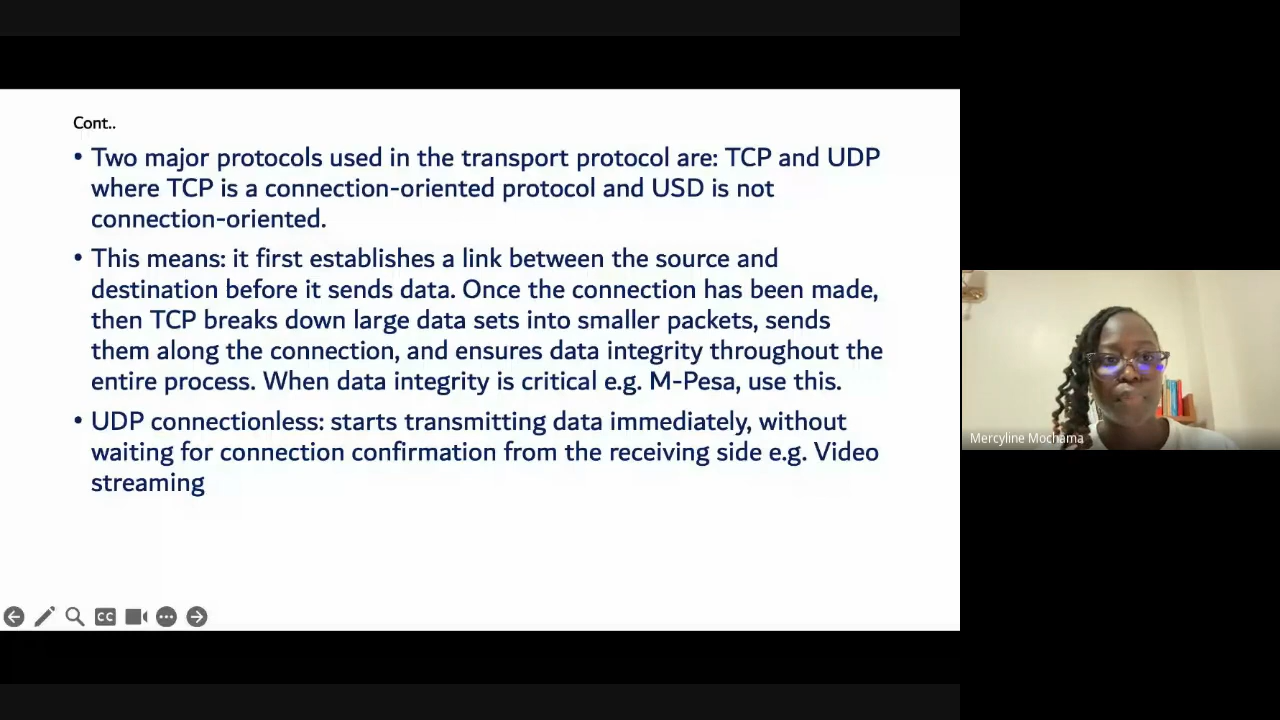 Cont..
• Two major protocols used in the transport protocol are: TCP and UDP
where TCP is a connection-oriented protocol and USD is not
connection-oriented.
• This means: it first establishes a link between the source and
destination before it sends data. Once the connection has been made,
then TCP breaks down large data sets into smaller packets, sends
them along the connection, and ensures data integrity throughout the
entire process. When data integrity is critical e.g. M-Pesa, use this.
• UDP connectionless: starts transmitting data immediately, without
waiting for connection confirmation from the receiving side e.g. Video
streaming
CC
Mercyline Mochama